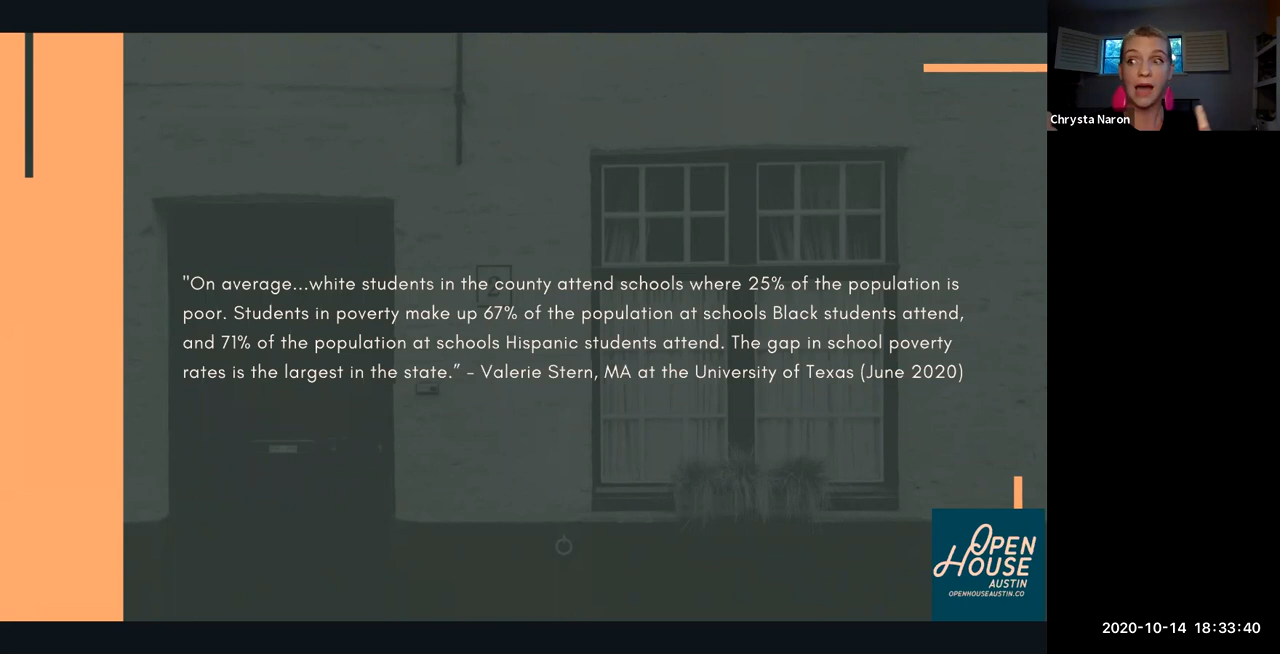 Chrysta Naron
"On average...white students in the county attend schools where 25% of the population is
poor. Students in poverty make up 67% of the population at schools Black students attend,
and 71% of the population at schools Hispanic students attend. The gap in school poverty
rates is the largest in the state.” - Valerie Stern, MA at the University of Texas (June 2020)
OPEN
HOUSE
AUSTIN
OPENHOUSEAUSTIN.CO
2020-10-14 18:33:40